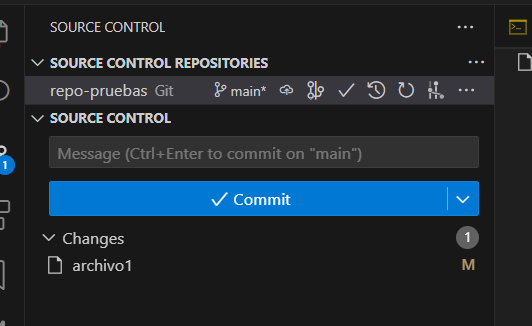 SOURCE CONTROL
SOURCE CONTROL REPOSITORIES
repo-pruebas Git main*
SOURCE CONTROL
Message (Ctrl+Enter to commit on "main")
1
Commit
Changes 1
archivo1 M